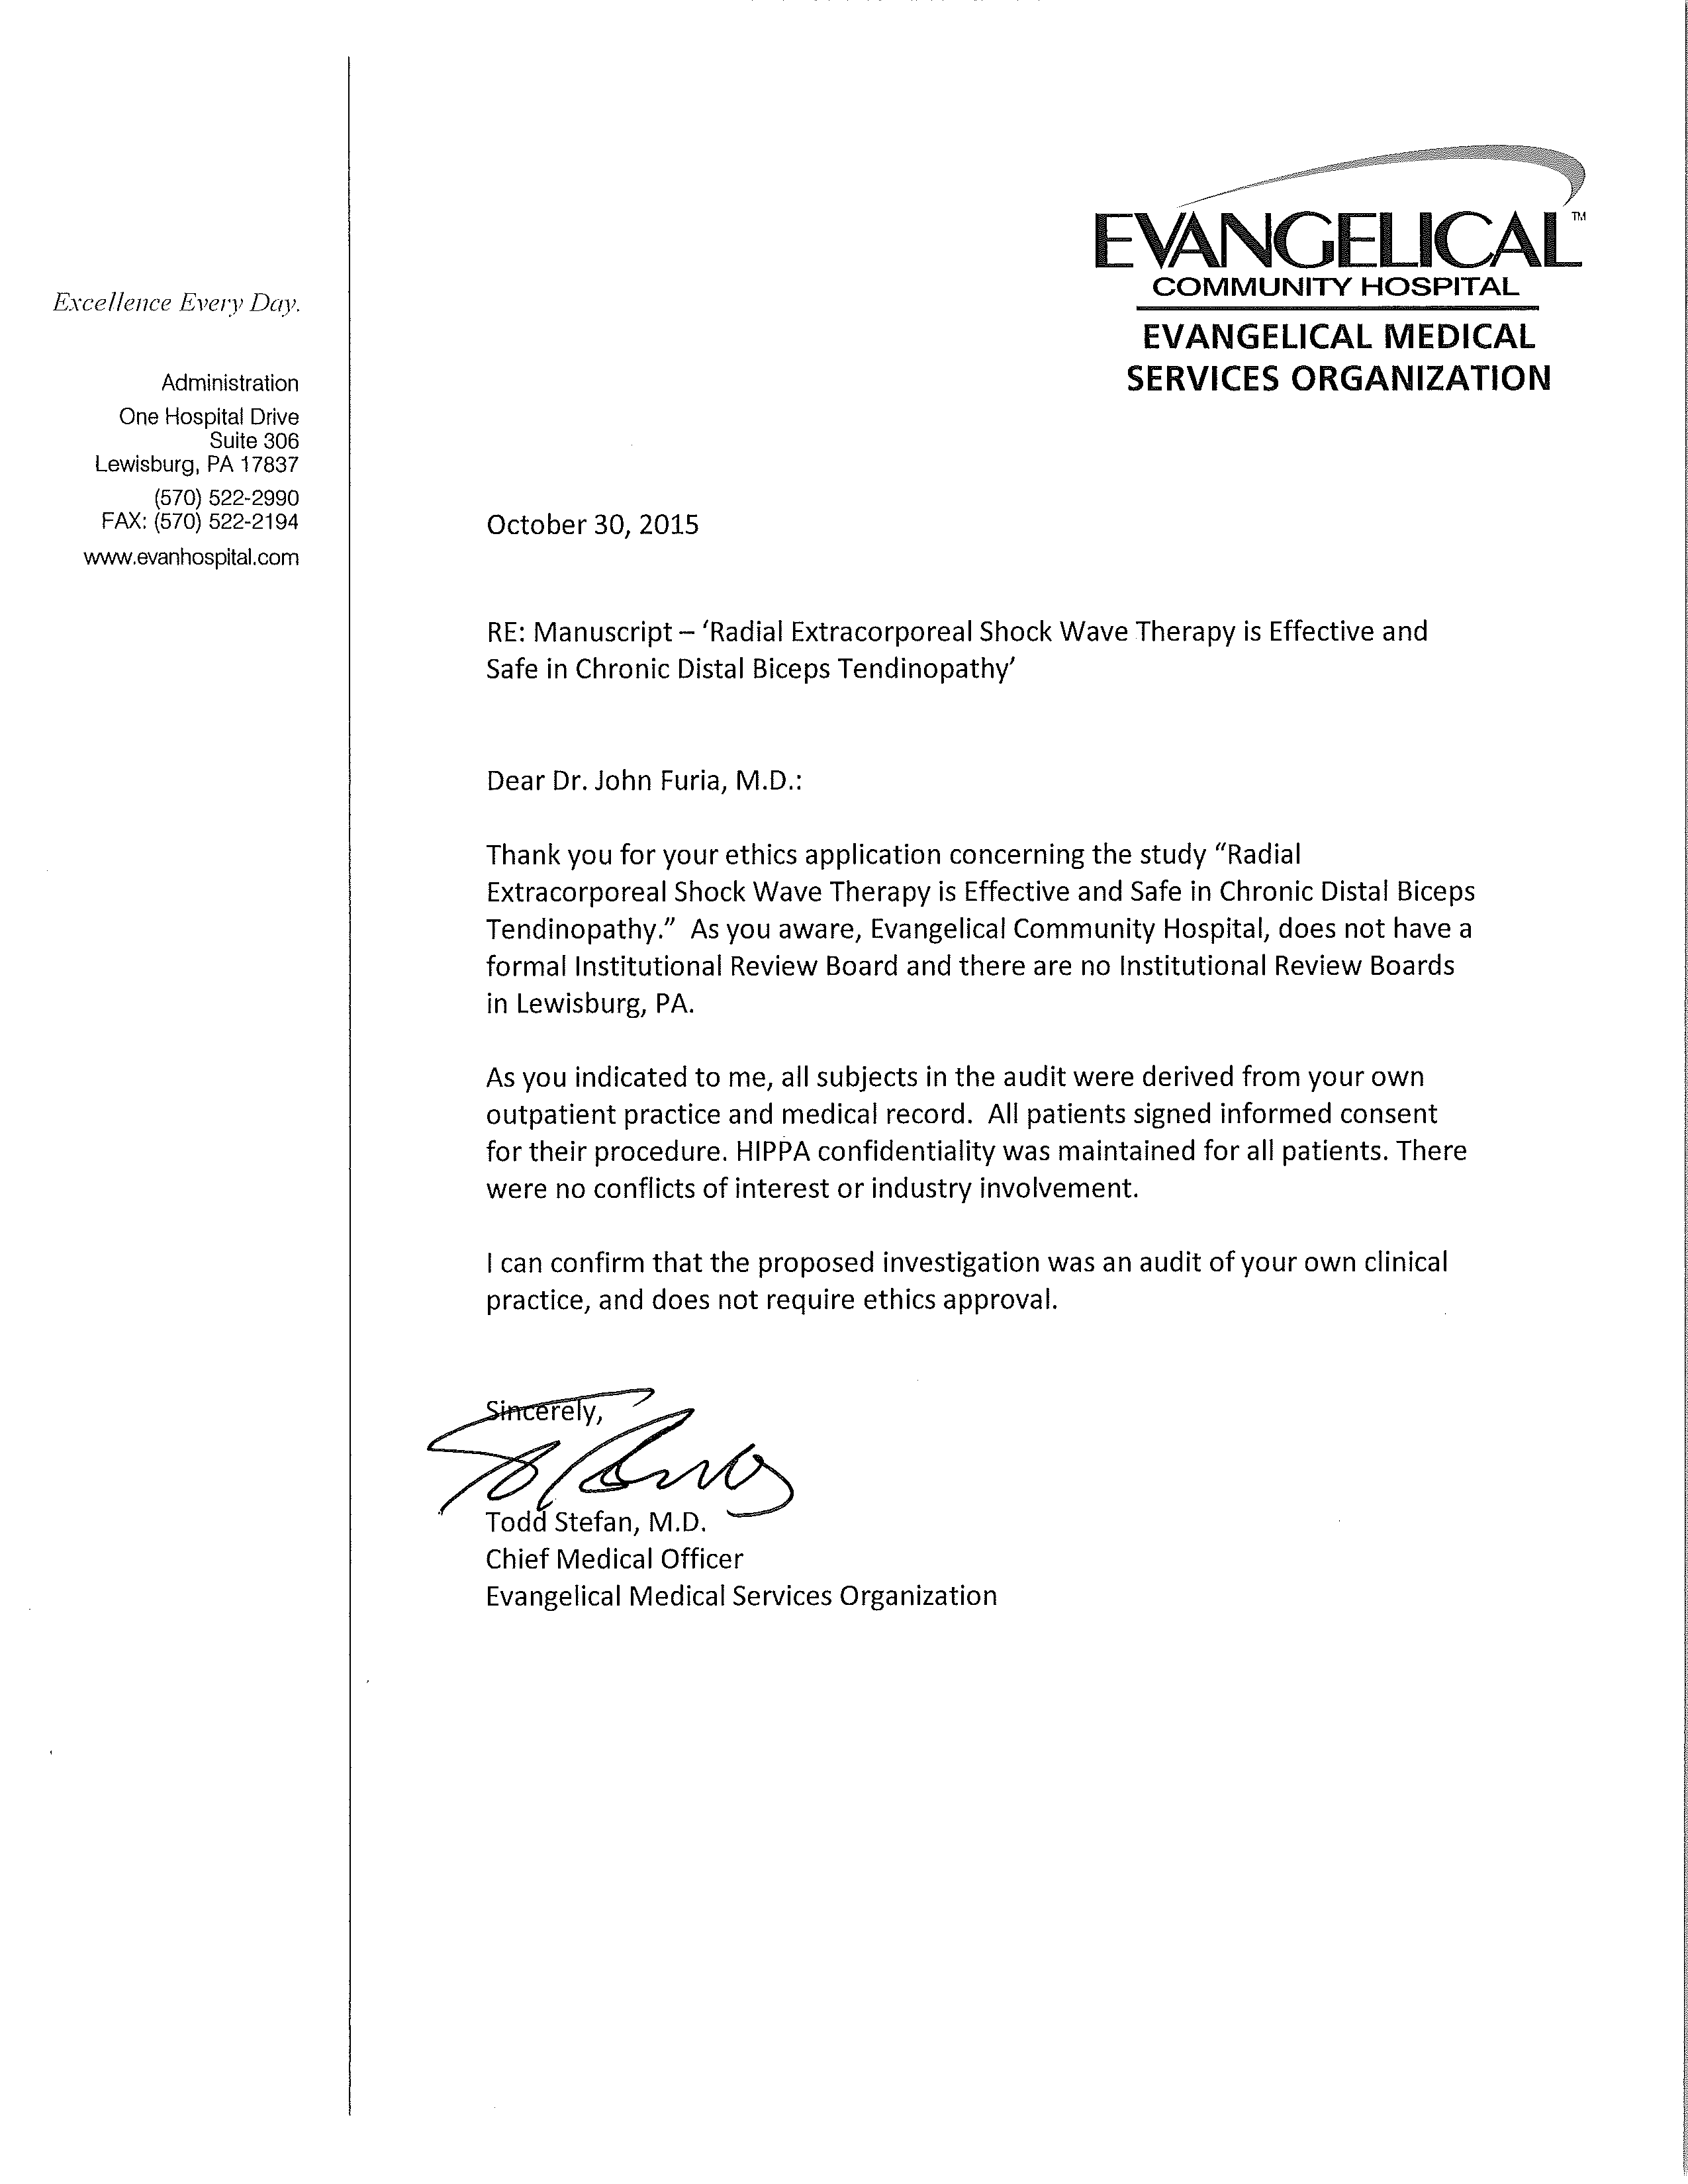 EVANGELICAL™
COMMUNITY HOSPITAL
EVANGELICAL MEDICAL
SERVICES ORGANIZATION
Excellence Every Day.
Administration
One Hospital Drive
Suite 306
Lewisburg, PA 17837
(570) 522-2990
FAX: (570) 522-2194
www.evanhospital.com
October 30, 2015
RE: Manuscript – ‘Radial Extracorporeal Shock Wave Therapy is Effective and
Safe in Chronic Distal Biceps Tendinopathy’
Dear Dr. John Furia, M.D.:
Thank you for your ethics application concerning the study “Radial
Extracorporeal Shock Wave Therapy is Effective and Safe in Chronic Distal Biceps
Tendinopathy.” As you aware, Evangelical Community Hospital, does not have a
formal Institutional Review Board and there are no Institutional Review Boards
in Lewisburg, PA.
As you indicated to me, all subjects in the audit were derived from your own
outpatient practice and medical record. All patients signed informed consent
for their procedure. HIPPA confidentiality was maintained for all patients. There
were no conflicts of interest or industry involvement.
I can confirm that the proposed investigation was an audit of your own clinical
practice, and does not require ethics approval.
Sincerely,
Todd Stefan, M.D.
Chief Medical Officer
Evangelical Medical Services Organization